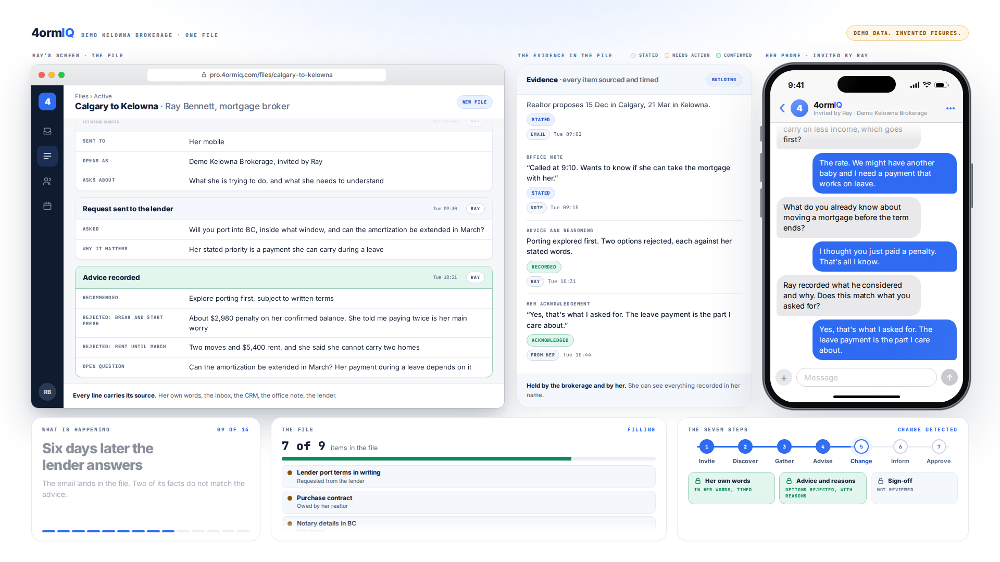 4ormIQ DEMO KELOWNA BROKERAGE · ONE FILE
DEMO DATA. INVENTED FIGURES.
RAY'S SCREEN · THE FILE
pro.4ormiq.com/files/calgary-to-kelowna
4
Files › Active
Calgary to Kelowna · Ray Bennett, mortgage broker
NEW FILE
Invite sent Mon 08:44 RAY
SENT TO Her mobile
OPENS AS Demo Kelowna Brokerage, invited by Ray
ASKS ABOUT What she is trying to do, and what she needs to understand
Request sent to the lender Tue 09:30 RAY
ASKED Will you port into BC, inside what window, and can the amortization be extended in March?
WHY IT MATTERS Her stated priority is a payment she can carry during a leave
Advice recorded Tue 10:31 RAY
RECOMMENDED Explore porting first, subject to written terms
REJECTED: BREAK AND START FRESH About $2,980 penalty on her confirmed balance. She told me paying twice is her main worry
REJECTED: RENT UNTIL MARCH Two moves and $5,400 rent, and she said she cannot carry two homes
OPEN QUESTION Can the amortization be extended in March? Her payment during a leave depends on it
RB
Every line carries its source. Her own words, the inbox, the CRM, the office note, the lender.
THE EVIDENCE IN THE FILE STATED NEEDS ACTION CONFIRMED
Evidence · every item sourced and timed BUILDING
Realtor proposes 15 Dec in Calgary, 21 Mar in Kelowna.
STATED
EMAIL Tue 09:02
OFFICE NOTE
“Called at 9:10. Wants to know if she can take the mortgage
with her.”
STATED
NOTE Tue 09:15
ADVICE AND REASONING
Porting explored first. Two options rejected, each against her
stated words.
RECORDED
RAY Tue 10:31
HER ACKNOWLEDGEMENT
“Yes, that's what I asked for. The leave payment is the part I
care about.”
ACKNOWLEDGED
FROM HER Tue 10:44
Held by the brokerage and by her. She can see everything recorded in her
name.
HER PHONE · INVITED BY RAY
9:41
4 4ormIQ
Invited by Ray · Demo Kelowna Brokerage
carry on less income, which goes
first?
The rate. We might have another
baby and I need a payment that
works on leave.
What do you already know about
moving a mortgage before the term
ends?
I thought you just paid a penalty.
That's all I know.
Ray recorded what he considered
and why. Does this match what you
asked for?
Yes, that's what I asked for. The
leave payment is the part I care
about.
Message
WHAT IS HAPPENING 09 OF 14
Six days later the
lender answers
The email lands in the file. Two of its facts do not match the
advice.
THE FILE FILLING
7 of 9 items in the file
Lender port terms in writing
Requested from the lender
Purchase contract
Owed by her realtor
Notary details in BC
Not started
THE SEVEN STEPS CHANGE DETECTED
1 2 3 4 5 6 7
Invite Discover Gather Advise Change Inform Approve
Her own words
IN HER WORDS, TIMED
Advice and reasons
OPTIONS REJECTED, WITH
REASONS
Sign-off
NOT REVIEWED